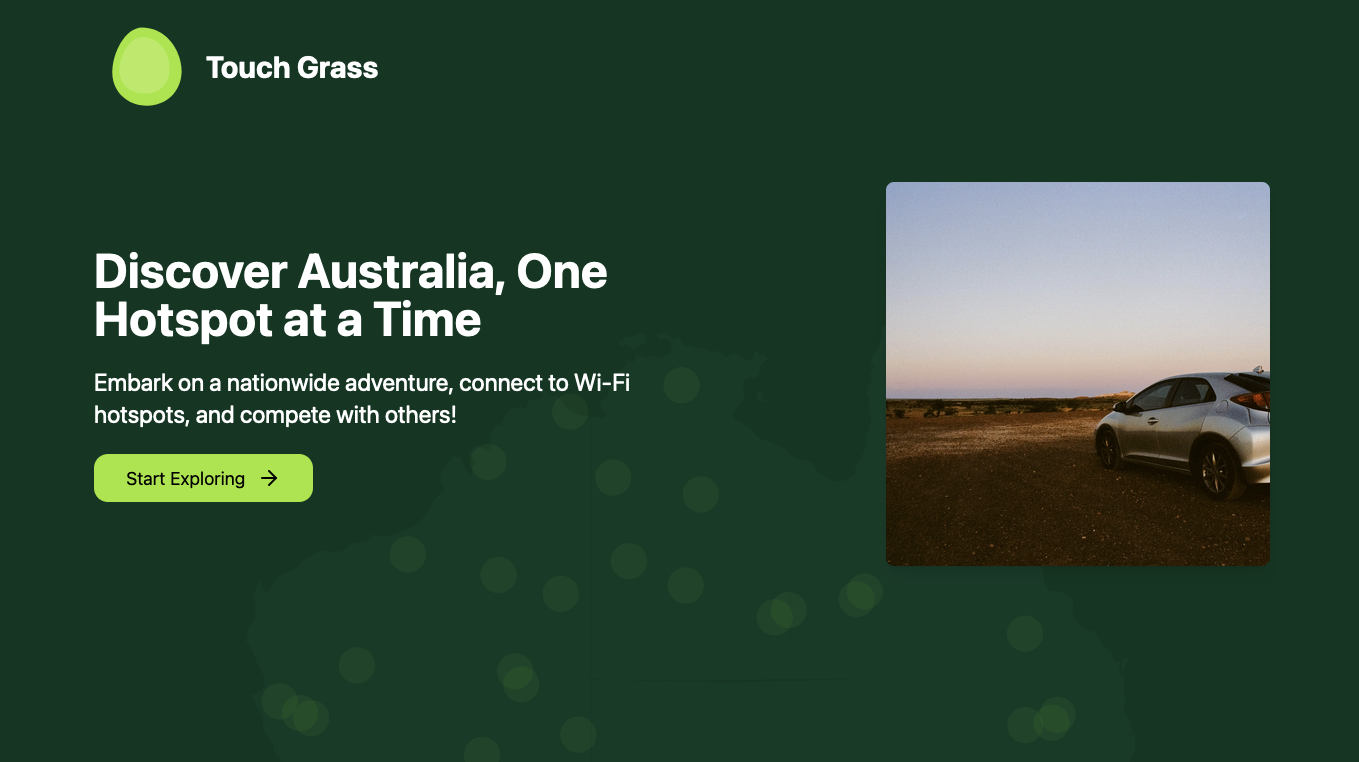 Touch Grass
Discover Australia, One
Hotspot at a Time
Embark on a nationwide adventure, connect to Wi-Fi
hotspots, and compete with others!
Start Exploring